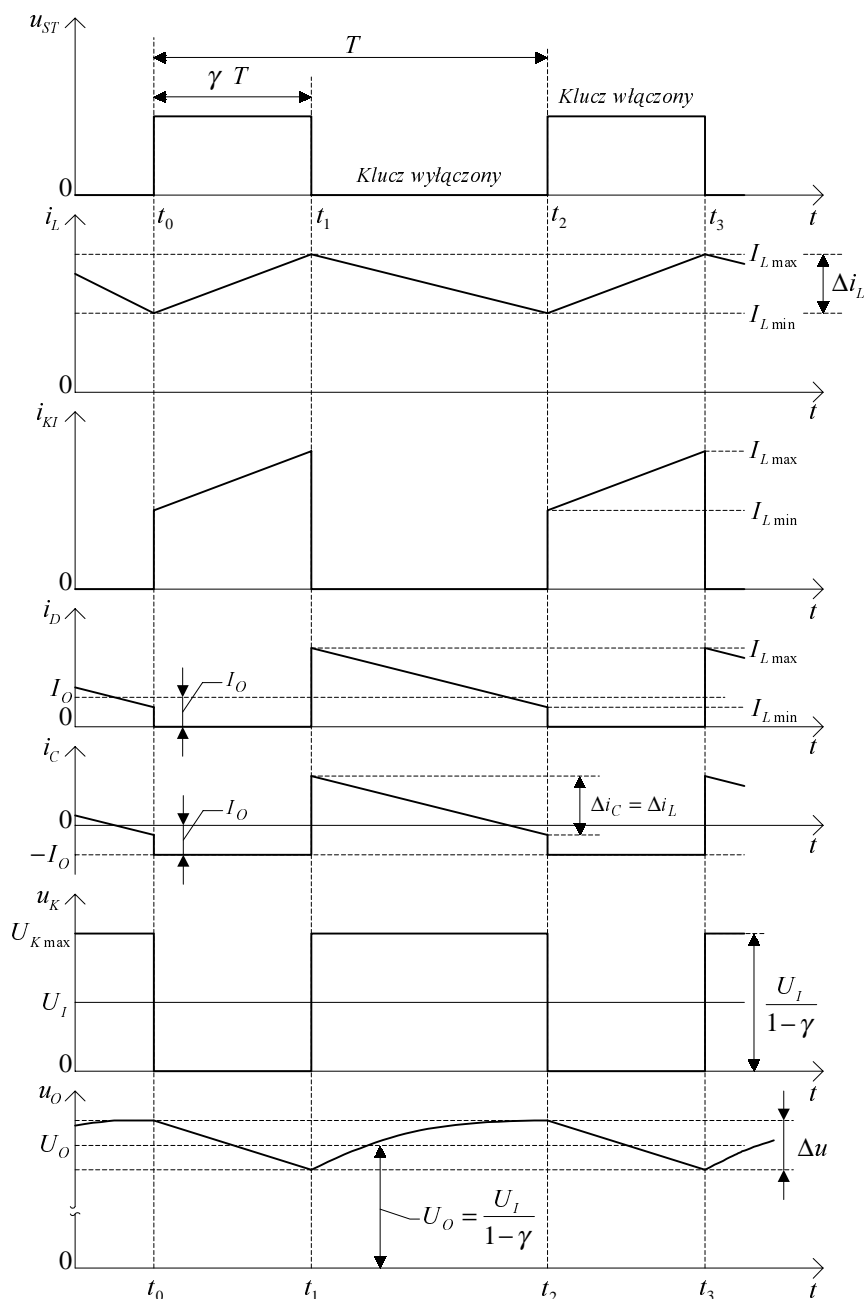 u_ST
T
γ T
Klucz włączony
Klucz wyłączony
0
t_0 t_1 t_2 t_3 t
i_L
I_L max
Δi_L
I_L min
0
t
i_KI
I_L max
I_L min
0
t
i_D
I_L max
I_O
I_O
I_L min
0
t
i_C
I_O
Δi_C = Δi_L
0
t
−I_O
u_K
U_K max
U_I
U_I / (1−γ)
0
t
u_O
U_O
Δu
U_O = U_I / (1−γ)
0
t_0 t_1 t_2 t_3 t